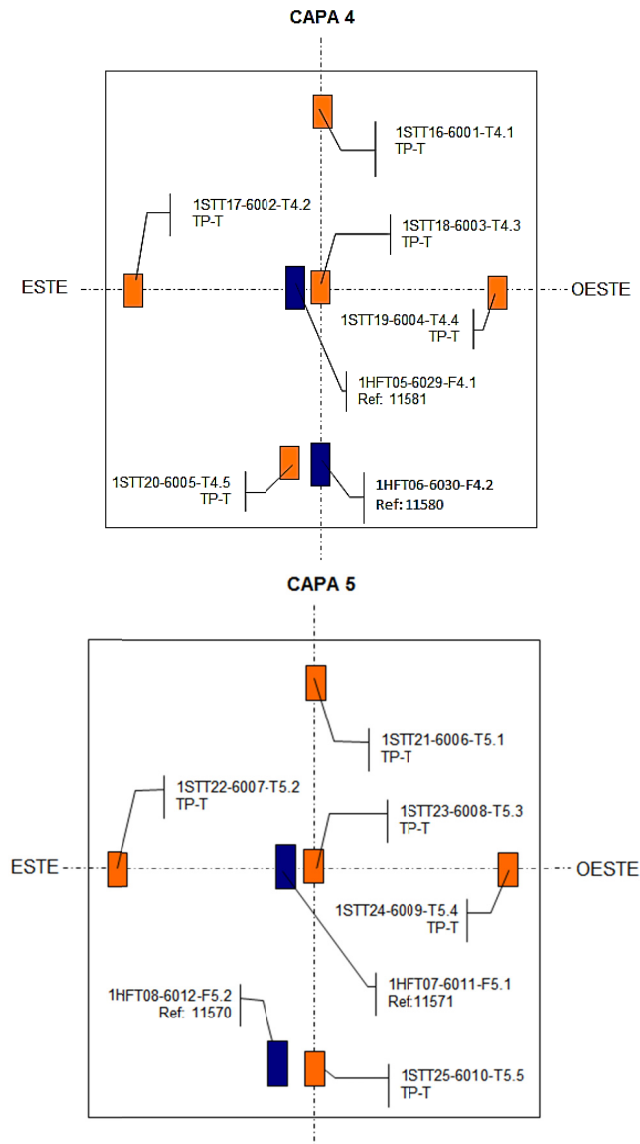 CAPA 4
1STT16-6001-T4.1
TP-T
1STT17-6002-T4.2
TP-T
1STT18-6003-T4.3
TP-T
ESTE
OESTE
1STT19-6004-T4.4
TP-T
1HFT05-6029-F4.1
Ref: 11581
1STT20-6005-T4.5
TP-T
1HFT06-6030-F4.2
Ref: 11580
CAPA 5
1STT21-6006-T5.1
TP-T
1STT22-6007-T5.2
TP-T
1STT23-6008-T5.3
TP-T
ESTE
OESTE
1STT24-6009-T5.4
TP-T
1HFT07-6011-F5.1
Ref:11571
1HFT08-6012-F5.2
Ref: 11570
1STT25-6010-T5.5
TP-T